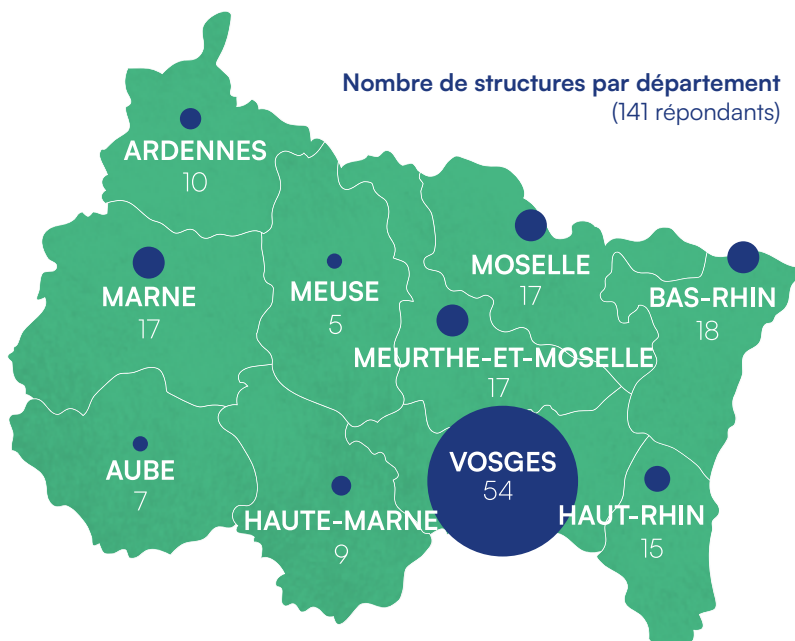 Nombre de structures par département
(141 répondants)
ARDENNES
10
MARNE
17
MEUSE
5
MOSELLE
17
BAS-RHIN
18
MEURTHE-ET-MOSELLE
17
AUBE
7
HAUTE-MARNE
9
VOSGES
54
HAUT-RHIN
15